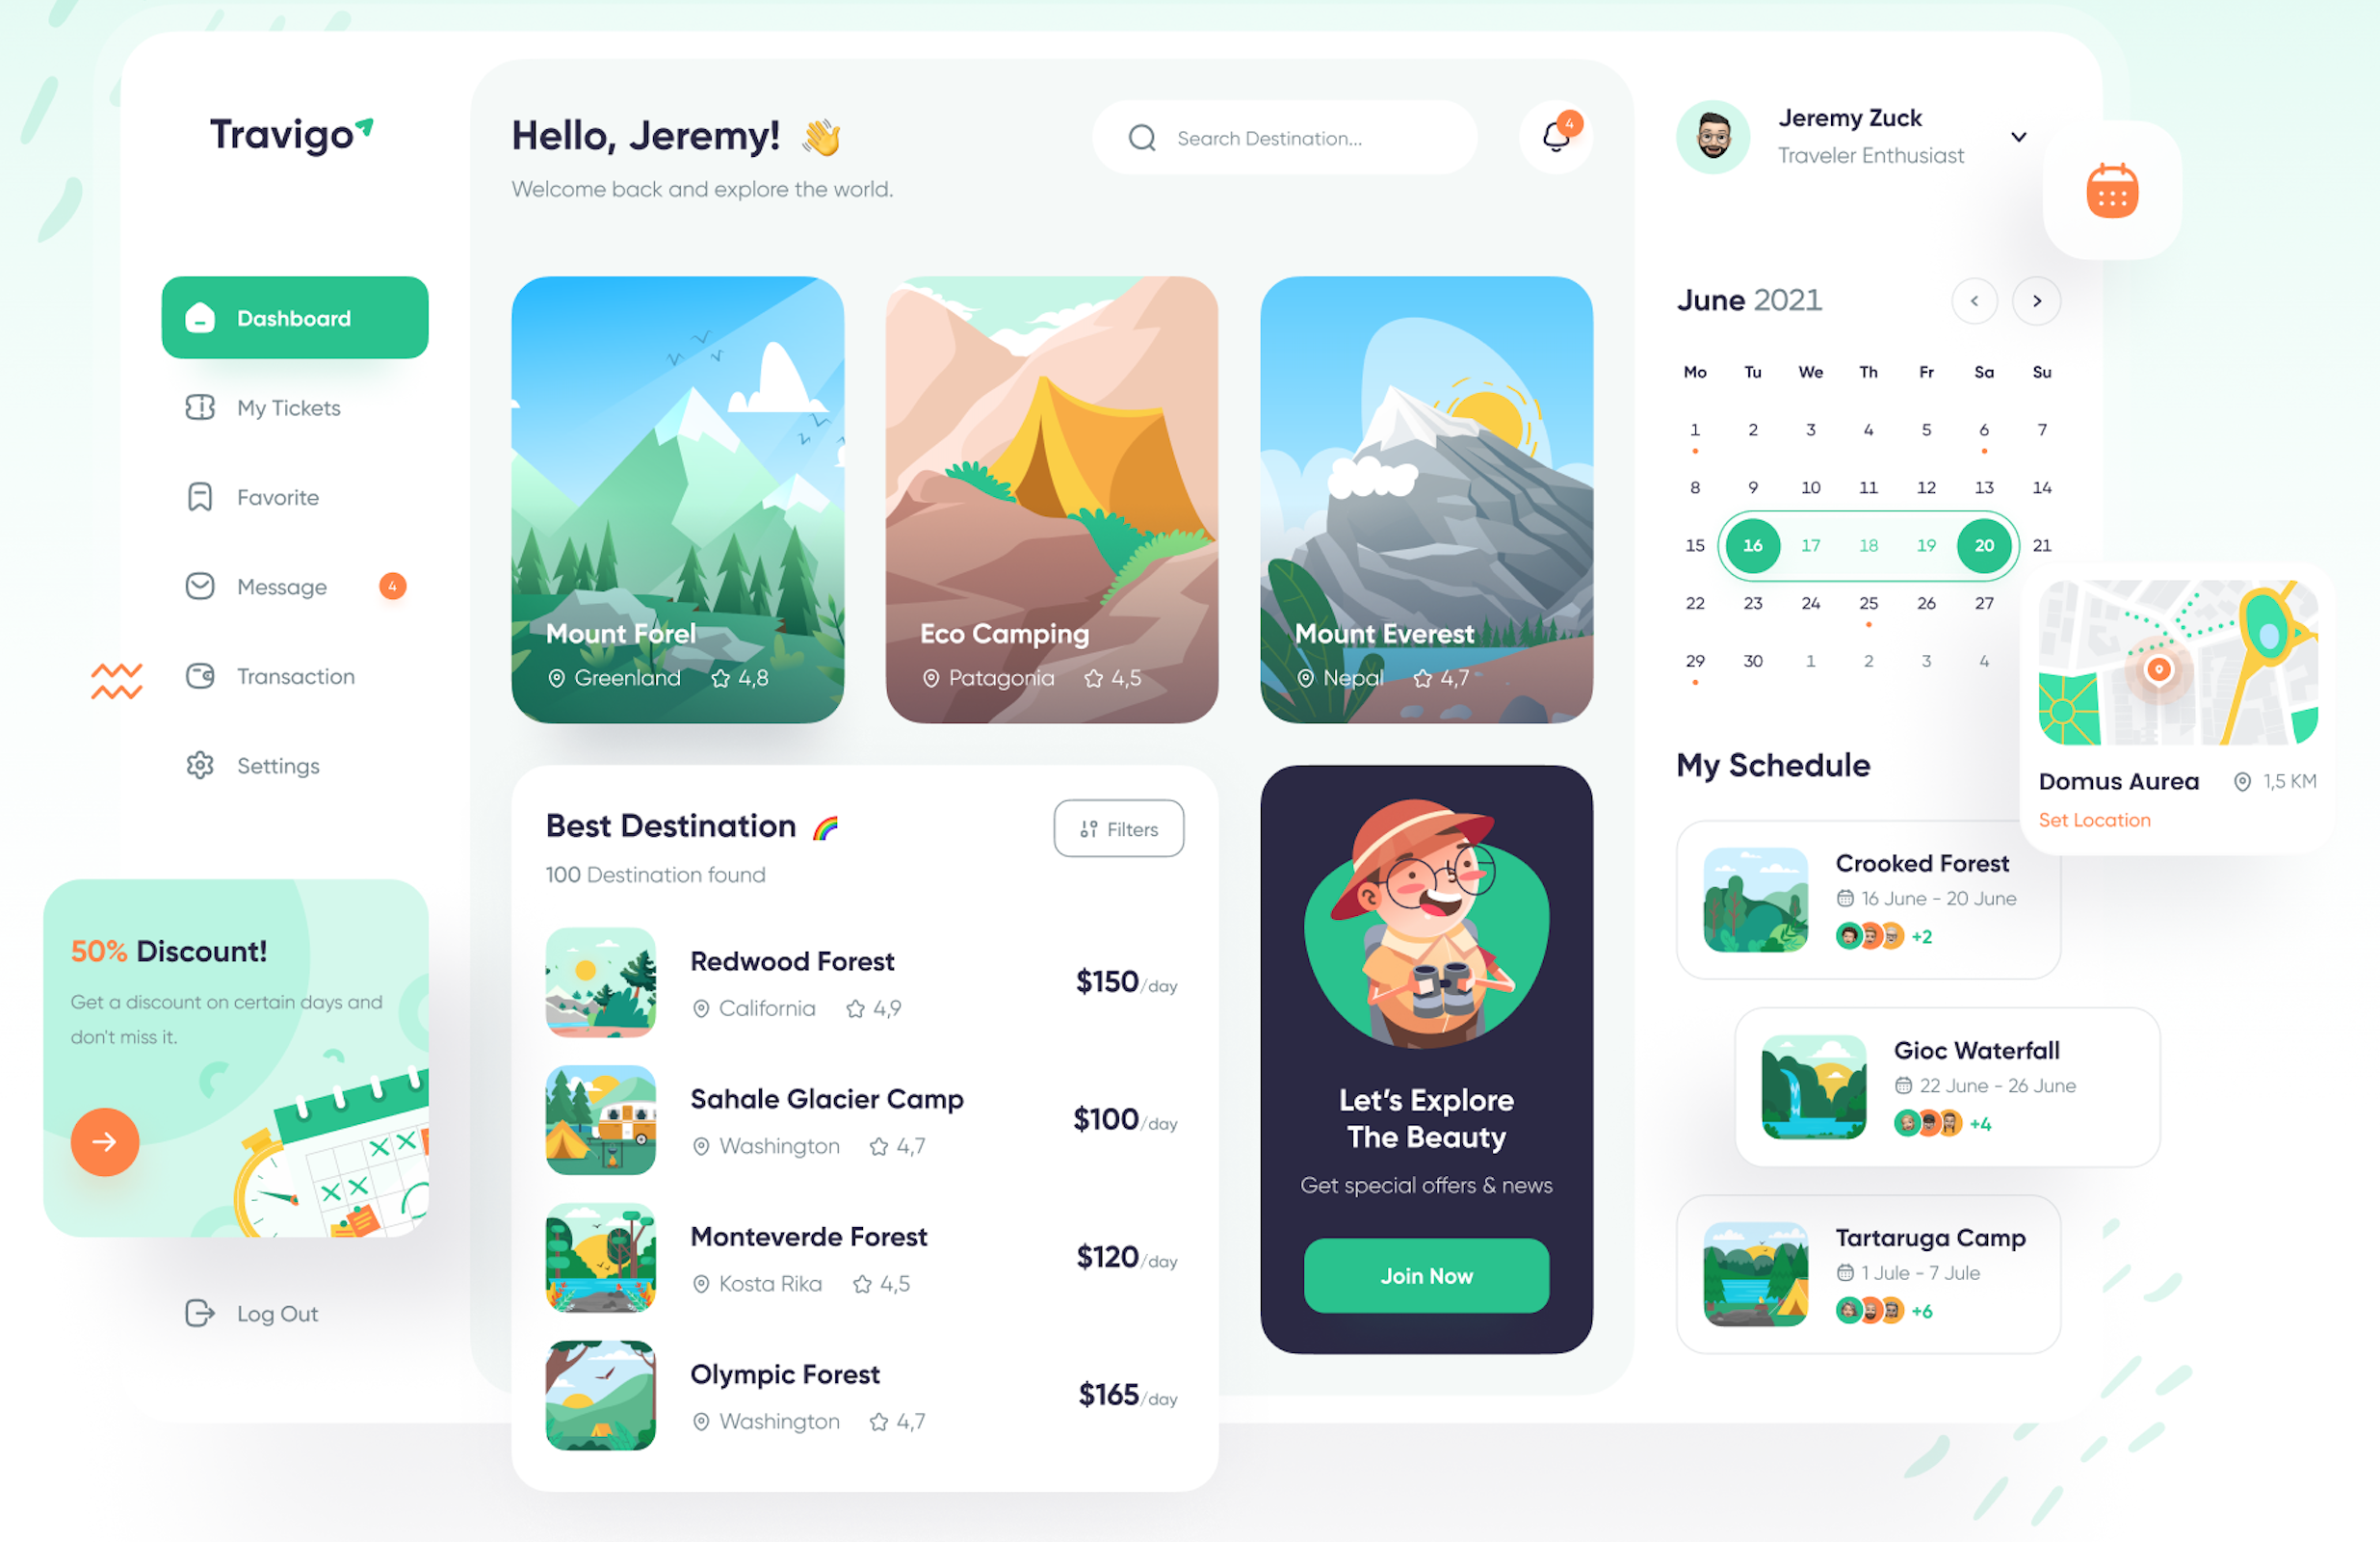 Travigo
Dashboard
My Tickets
Favorite
Message 4
Transaction
Settings
50% Discount!
Get a discount on certain days and
don't miss it.
Log Out
Hello, Jeremy! 👋
Welcome back and explore the world.
Search Destination...
4
Mount Forel
Greenland 4,8
Eco Camping
Patagonia 4,5
Mount Everest
Nepal 4,7
Best Destination 🌈
100 Destination found
Filters
Redwood Forest
California 4,9
$150/day
Sahale Glacier Camp
Washington 4,7
$100/day
Monteverde Forest
Kosta Rika 4,5
$120/day
Olympic Forest
Washington 4,7
$165/day
Let's Explore
The Beauty
Get special offers & news
Join Now
Jeremy Zuck
Traveler Enthusiast
June 2021
Mo Tu We Th Fr Sa Su
1 2 3 4 5 6 7
8 9 10 11 12 13 14
15 16 17 18 19 20 21
22 23 24 25 26 27
29 30 1 2 3 4
Domus Aurea 1,5 KM
Set Location
My Schedule
Crooked Forest
16 June - 20 June
+2
Gioc Waterfall
22 June - 26 June
+4
Tartaruga Camp
1 Jule - 7 Jule
+6